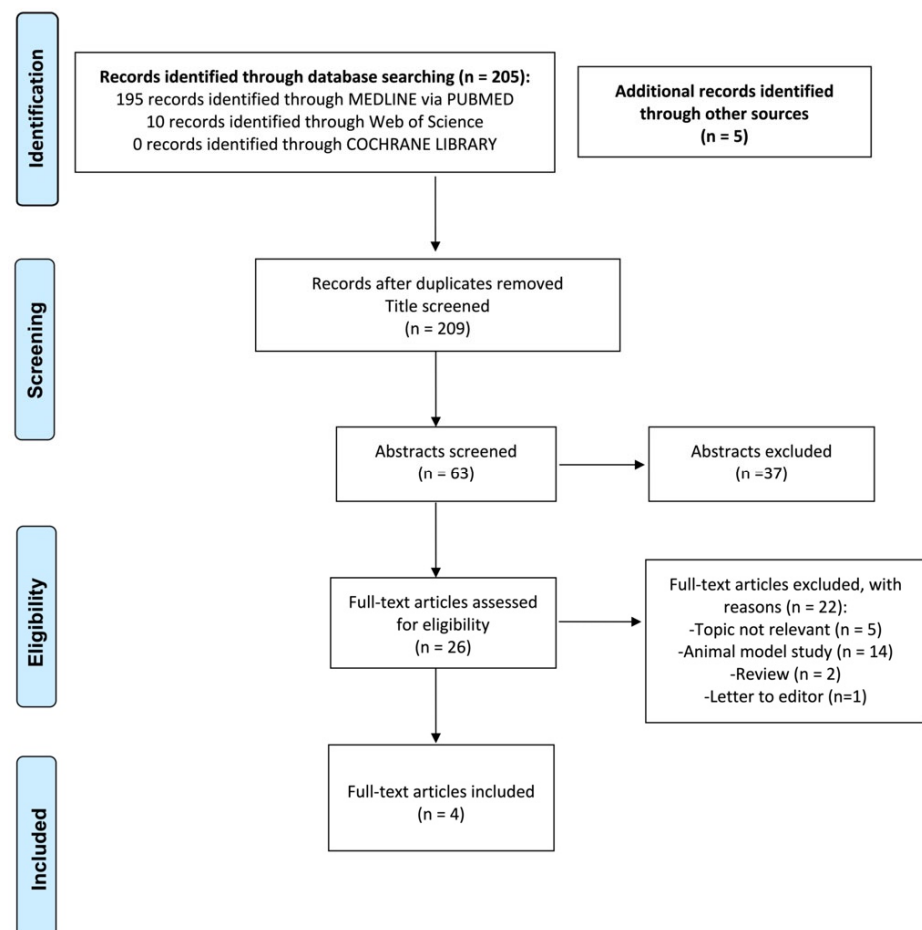 Identification
Records identified through database searching (n = 205):
195 records identified through MEDLINE via PUBMED
10 records identified through Web of Science
0 records identified through COCHRANE LIBRARY
Additional records identified
through other sources
(n = 5)
Screening
Records after duplicates removed
Title screened
(n = 209)
Abstracts screened
(n = 63)
Abstracts excluded
(n =37)
Eligibility
Full-text articles assessed
for eligibility
(n = 26)
Full-text articles excluded, with
reasons (n = 22):
-Topic not relevant (n = 5)
-Animal model study (n = 14)
-Review (n = 2)
-Letter to editor (n=1)
Included
Full-text articles included
(n = 4)